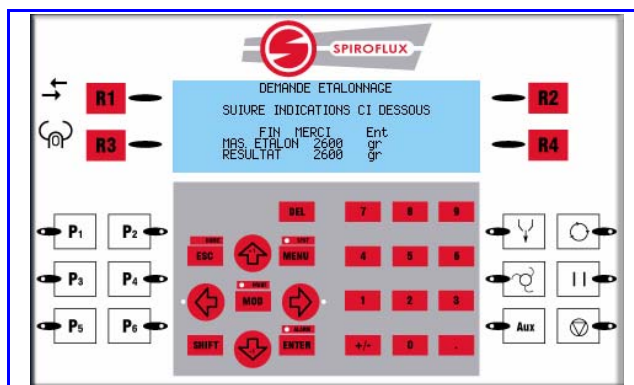 SPIROFLUX
DEMANDE ETALONNAGE
SUIVRE INDICATIONS CI DESSOUS
FIN MERCI Ent
MAS. ETALON 2600 gr
RESULTAT 2600 gr
R1
R2
R3
R4
DEL 7 8 9
P1 P2
ESC MENU 4 5 6
P3 P4
MOD 1 2 3
P5 P6
SHIFT ENTER +/- 0 .
Aux